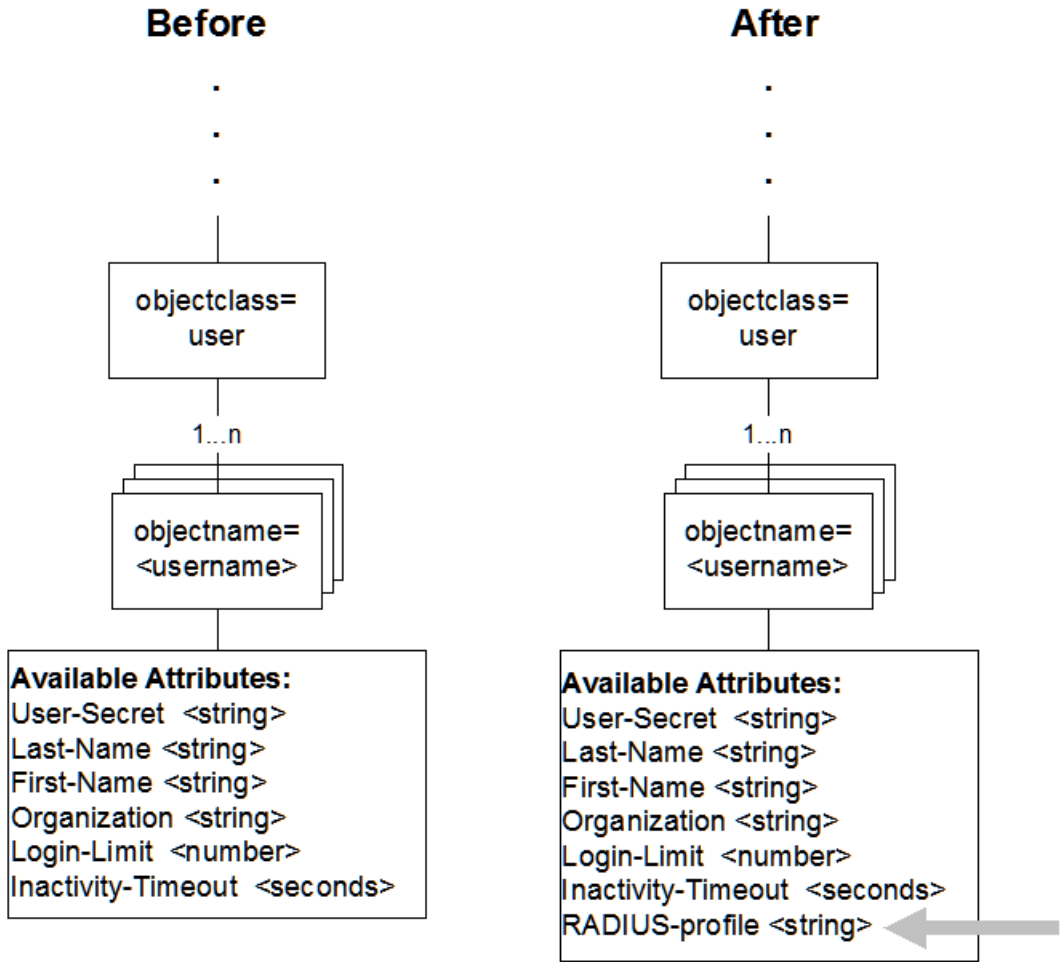 Before
.
.
.
objectclass=
user
1...n
objectname=
<username>
Available Attributes:
User-Secret <string>
Last-Name <string>
First-Name <string>
Organization <string>
Login-Limit <number>
Inactivity-Timeout <seconds>
After
.
.
.
objectclass=
user
1...n
objectname=
<username>
Available Attributes:
User-Secret <string>
Last-Name <string>
First-Name <string>
Organization <string>
Login-Limit <number>
Inactivity-Timeout <seconds>
RADIUS-profile <string>